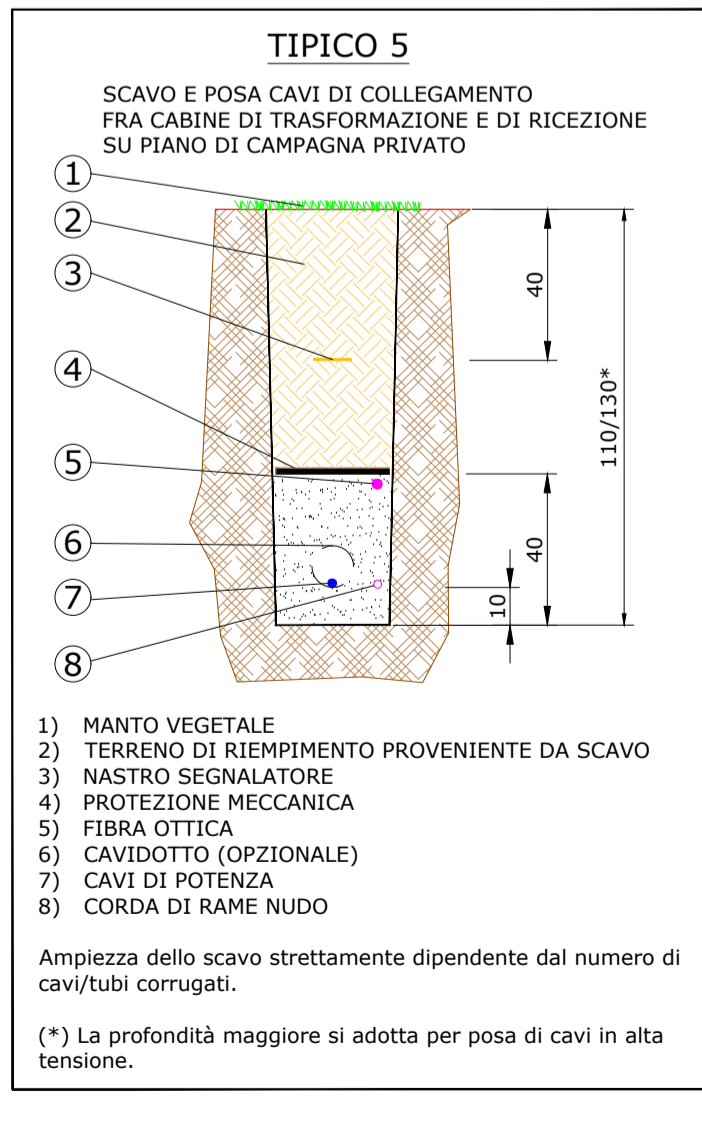 TIPICO 5
SCAVO E POSA CAVI DI COLLEGAMENTO
FRA CABINE DI TRASFORMAZIONE E DI RICEZIONE
SU PIANO DI CAMPAGNA PRIVATO
1
2
3
4
5
6
7
8
40
110/130*
40
10
1) MANTO VEGETALE
2) TERRENO DI RIEMPIMENTO PROVENIENTE DA SCAVO
3) NASTRO SEGNALATORE
4) PROTEZIONE MECCANICA
5) FIBRA OTTICA
6) CAVIDOTTO (OPZIONALE)
7) CAVI DI POTENZA
8) CORDA DI RAME NUDO
Ampiezza dello scavo strettamente dipendente dal numero di
cavi/tubi corrugati.
(*) La profondità maggiore si adotta per posa di cavi in alta
tensione.